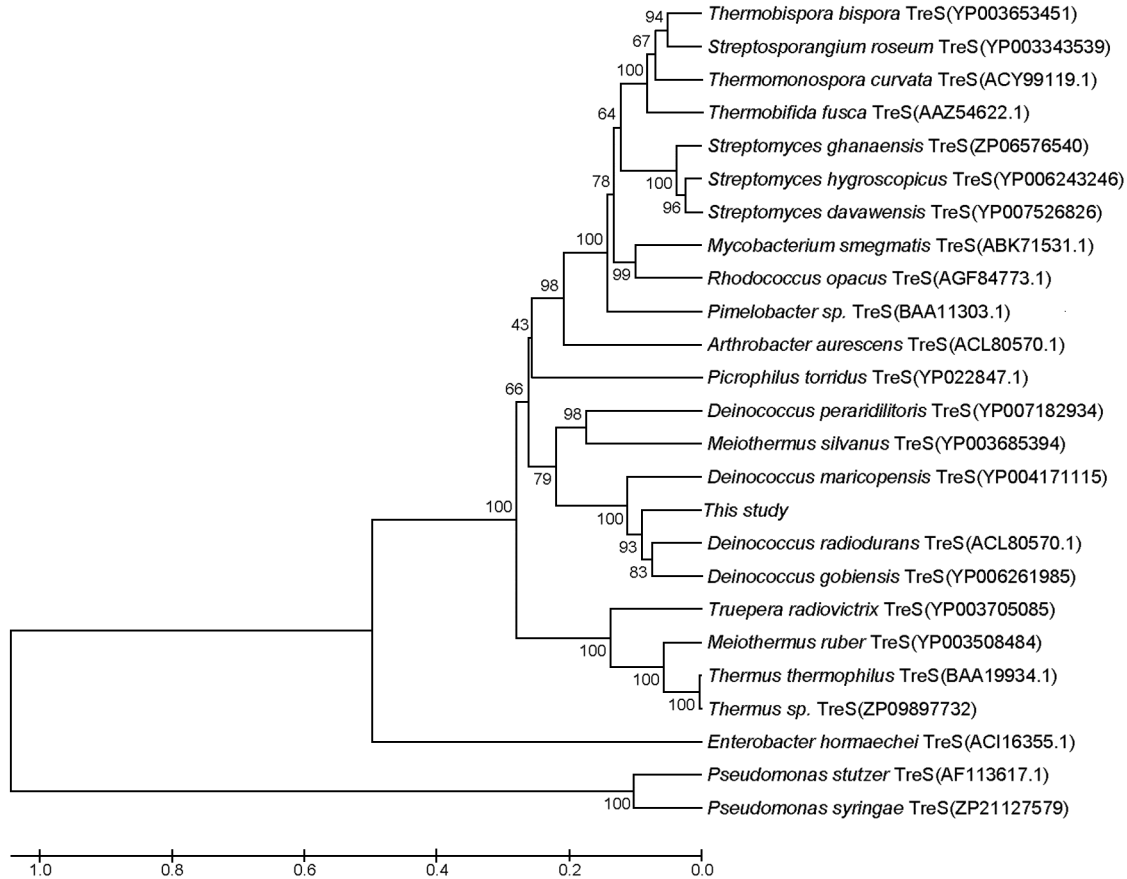 94
Thermobispora bispora TreS(YP003653451)
67
Streptosporangium roseum TreS(YP003343539)
100
Thermomonospora curvata TreS(ACY99119.1)
64
Thermobifida fusca TreS(AAZ54622.1)
Streptomyces ghanaensis TreS(ZP06576540)
100
78
Streptomyces hygroscopicus TreS(YP006243246)
96
Streptomyces davawensis TreS(YP007526826)
100
Mycobacterium smegmatis TreS(ABK71531.1)
99
Rhodococcus opacus TreS(AGF84773.1)
98
Pimelobacter sp. TreS(BAA11303.1)
43
Arthrobacter aurescens TreS(ACL80570.1)
66
Picrophilus torridus TreS(YP022847.1)
98
Deinococcus peraridilitoris TreS(YP007182934)
Meiothermus silvanus TreS(YP003685394)
79
Deinococcus maricopensis TreS(YP004171115)
100
100
This study
93
Deinococcus radiodurans TreS(ACL80570.1)
83
Deinococcus gobiensis TreS(YP006261985)
Truepera radiovictrix TreS(YP003705085)
100
Meiothermus ruber TreS(YP003508484)
100
Thermus thermophilus TreS(BAA19934.1)
100
Thermus sp. TreS(ZP09897732)
Enterobacter hormaechei TreS(ACI16355.1)
Pseudomonas stutzer TreS(AF113617.1)
100
Pseudomonas syringae TreS(ZP21127579)
1.0 0.8 0.6 0.4 0.2 0.0